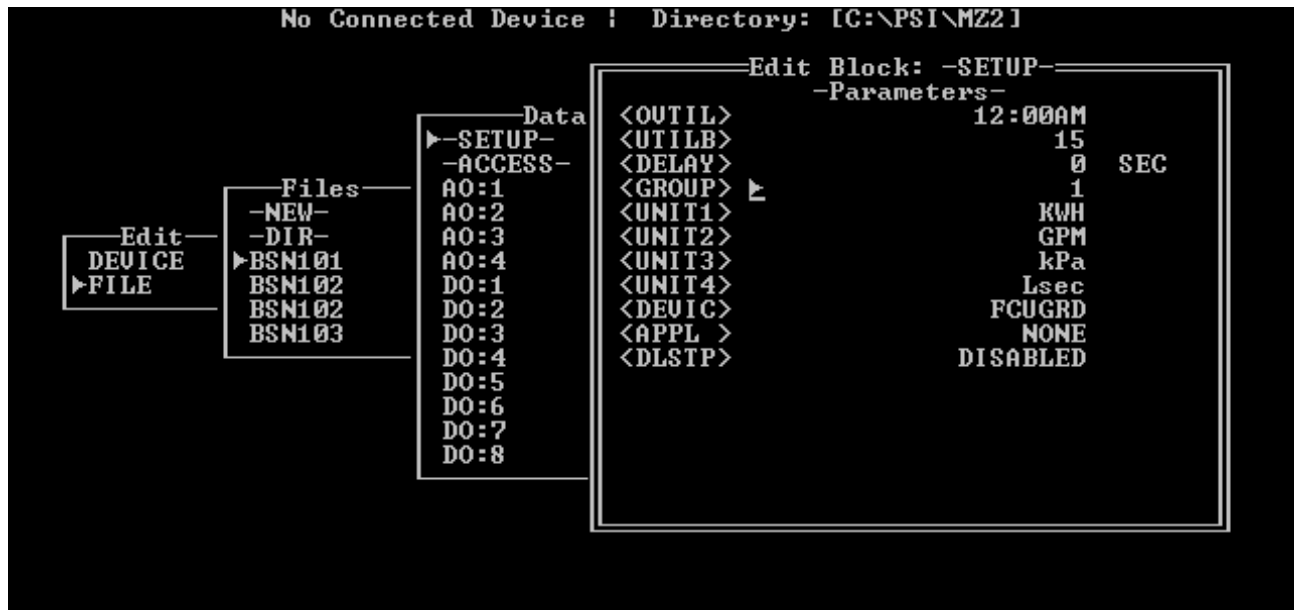 No Connected Device ¦ Directory: [C:\PSI\MZ2]
Edit
DEVICE
►FILE
Files
-NEW-
-DIR-
►BSN101
BSN102
BSN102
BSN103
Data
►-SETUP-
-ACCESS-
AO:1
AO:2
AO:3
AO:4
DO:1
DO:2
DO:3
DO:4
DO:5
DO:6
DO:7
DO:8
Edit Block: -SETUP-
-Parameters-
<OVTIL> 12:00AM
<UTILB> 15
<DELAY> 0 SEC
<GROUP> ► 1
<UNIT1> KWH
<UNIT2> GPM
<UNIT3> kPa
<UNIT4> Lsec
<DEVIC> FCUGRD
<APPL > NONE
<DLSTP> DISABLED